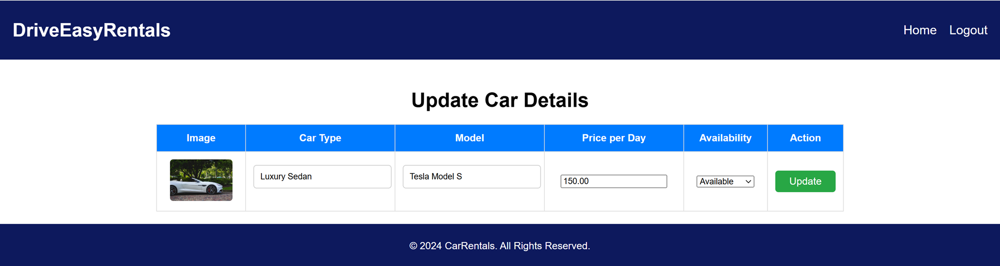 DriveEasyRentals
Home Logout
Update Car Details
Image Car Type Model Price per Day Availability Action
Luxury Sedan Tesla Model S 150.00 Available Update
© 2024 CarRentals. All Rights Reserved.